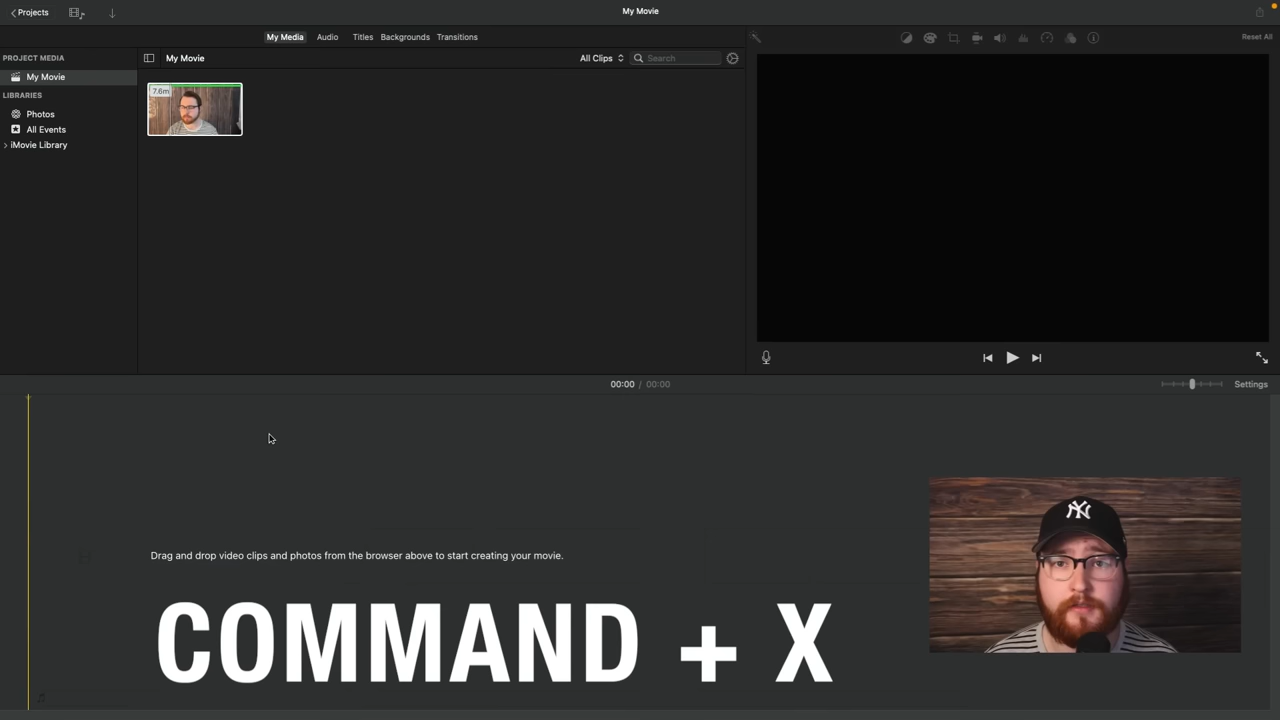 Projects
My Movie
My Media
Audio
Titles
Backgrounds
Transitions
Reset All
PROJECT MEDIA
My Movie
LIBRARIES
Photos
All Events
iMovie Library
My Movie
All Clips
Search
7.6m
00:00 / 00:00
Settings
Drag and drop video clips and photos from the browser above to start creating your movie.
COMMAND + X
NY